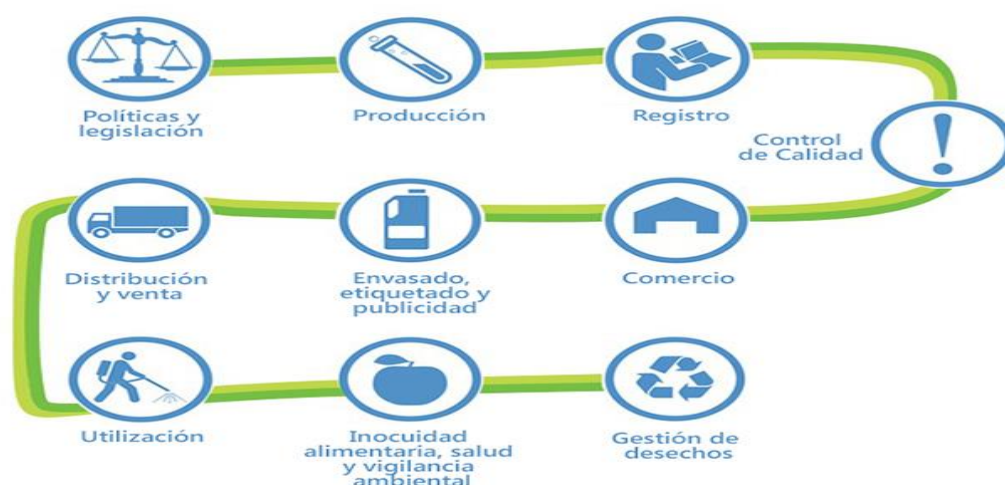 Políticas y
legislación
Producción
Registro
Control
de Calidad
Distribución
y venta
Envasado,
etiquetado y
publicidad
Comercio
Utilización
Inocuidad
alimentaria, salud
y vigilancia
ambiental
Gestión de
desechos